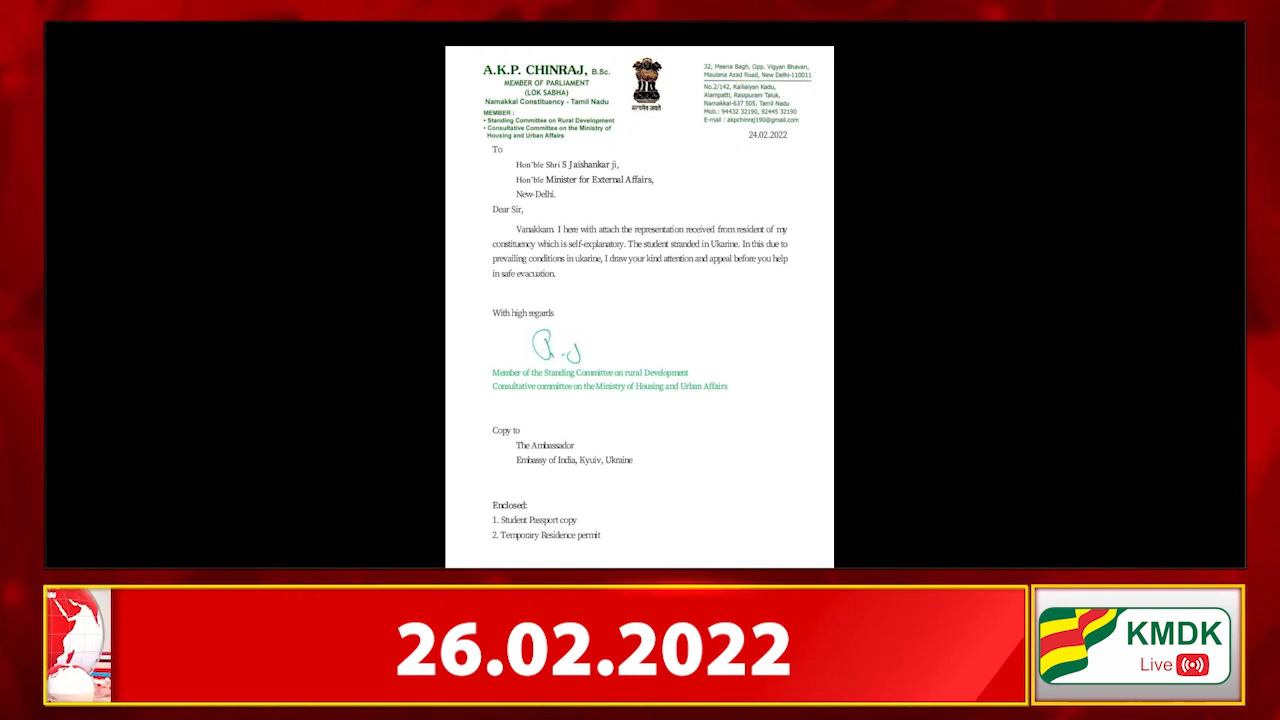 A.K.P. CHINRAJ, B.Sc.
MEMBER OF PARLIAMENT
(LOK SABHA)
Namakkal Constituency - Tamil Nadu
MEMBER :
• Standing Committee on Rural Development
• Consultative Committee on the Ministry of
Housing and Urban Affairs
सत्यमेव जयते
32, Meena Bagh, Opp. Vigyan Bhavan,
Maulana Azad Road, New Delhi-110011
No.2/142, Kaliaiyan Kadu,
Alampatti, Rasipuram Taluk,
Namakkal-637 505. Tamil Nadu
Mob.: 94432 32190, 92445 32190
E-mail : akpchinraj190@gmail.com
24.02.2022
To
Hon'ble Shri S Jaishankar ji,
Hon'ble Minister for External Affairs,
New-Delhi.
Dear Sir,
Vanakkam. I here with attach the representation received from resident of my
constituency which is self-explanatory. The student stranded in Ukarine. In this due to
prevailing conditions in ukarine, I draw your kind attention and appeal before you help
in safe evacuation.
With high regards
Member of the Standing Committee on rural Development
Consultative committee on the Ministry of Housing and Urban Affairs
Copy to
The Ambassador
Embassy of India, Kyuiv, Ukraine
Enclosed:
1. Student Passport copy
2. Temporary Residence permit
26.02.2022
KMDK
Live